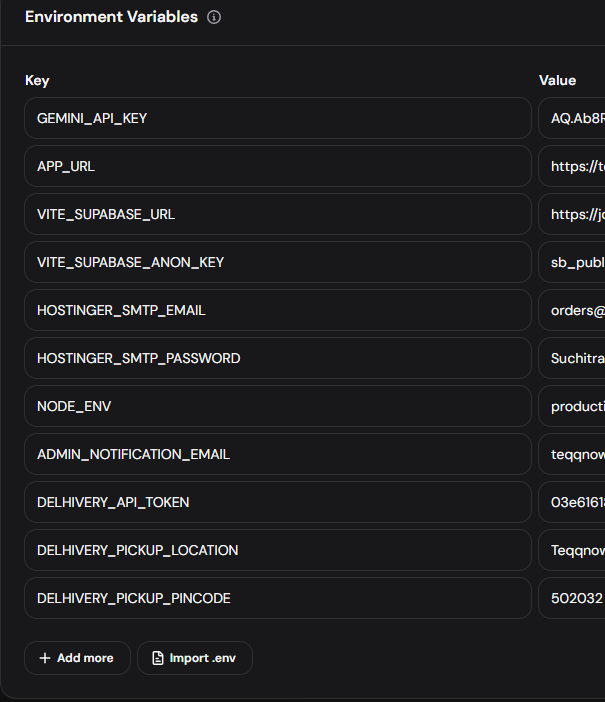 Environment Variables
Key Value
GEMINI_API_KEY AQ.Ab8R
APP_URL https://t
VITE_SUPABASE_URL https://j
VITE_SUPABASE_ANON_KEY sb_publ
HOSTINGER_SMTP_EMAIL orders@
HOSTINGER_SMTP_PASSWORD Suchitra
NODE_ENV producti
ADMIN_NOTIFICATION_EMAIL teqqnow
DELHIVERY_API_TOKEN 03e6161
DELHIVERY_PICKUP_LOCATION Teqqnow
DELHIVERY_PICKUP_PINCODE 502032
+ Add more Import .env